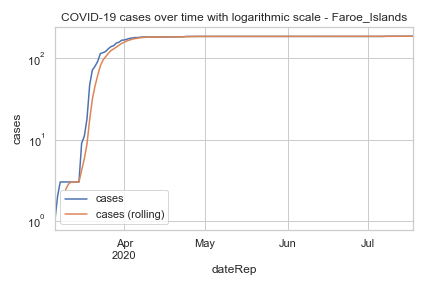 COVID-19 cases over time with logarithmic scale - Faroe_Islands
cases
10²
10¹
10⁰
cases
cases (rolling)
Apr
2020
May
Jun
Jul
dateRep